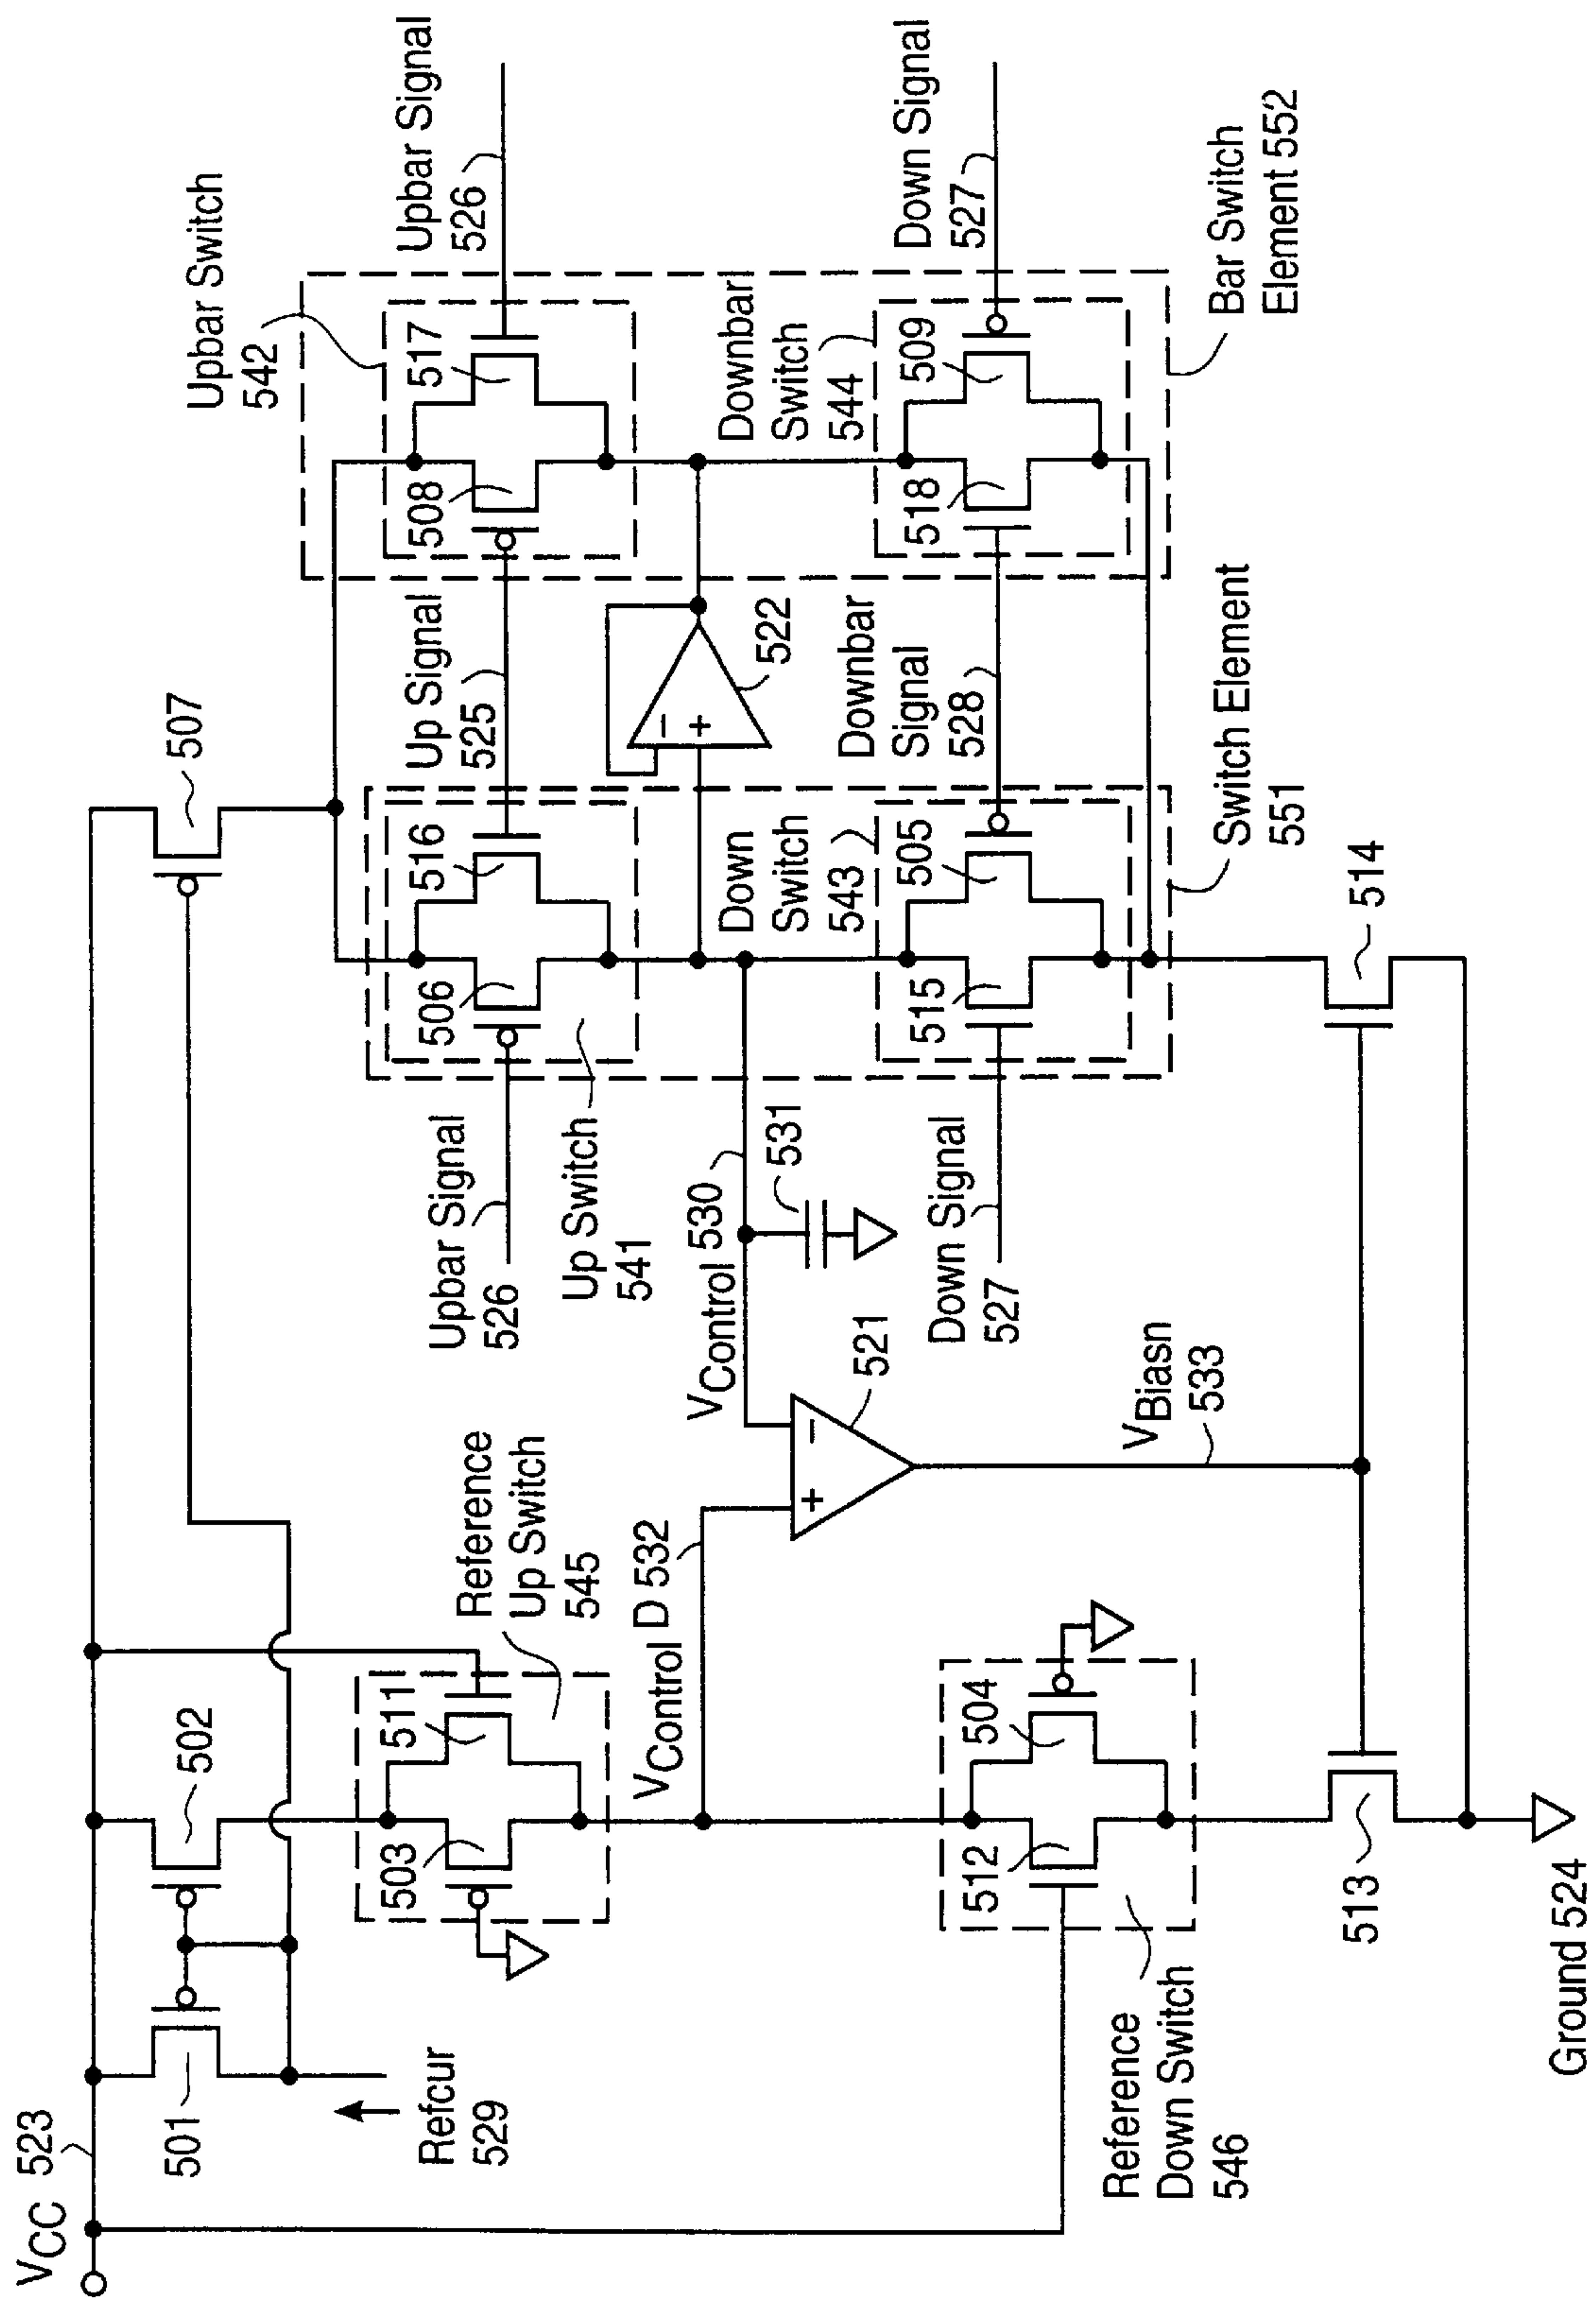 VCC 523
501
Refcur
529
502
503
511
Reference
Up Switch
545
VControl D 532
512
504
Reference
Down Switch
546
513
Ground 524
521
VControl 530
531
VBiasn
533
507
Upbar Signal
526
Up Switch
541
506
516
Up Signal
525
Down
Switch
543
515
505
Down Signal
527
Downbar
Signal
528
522
514
Switch Element
551
Upbar Switch
542
508
517
Upbar Signal
526
Downbar
Switch
544
518
509
Down Signal
527
Bar Switch
Element 552
+
−
−
+